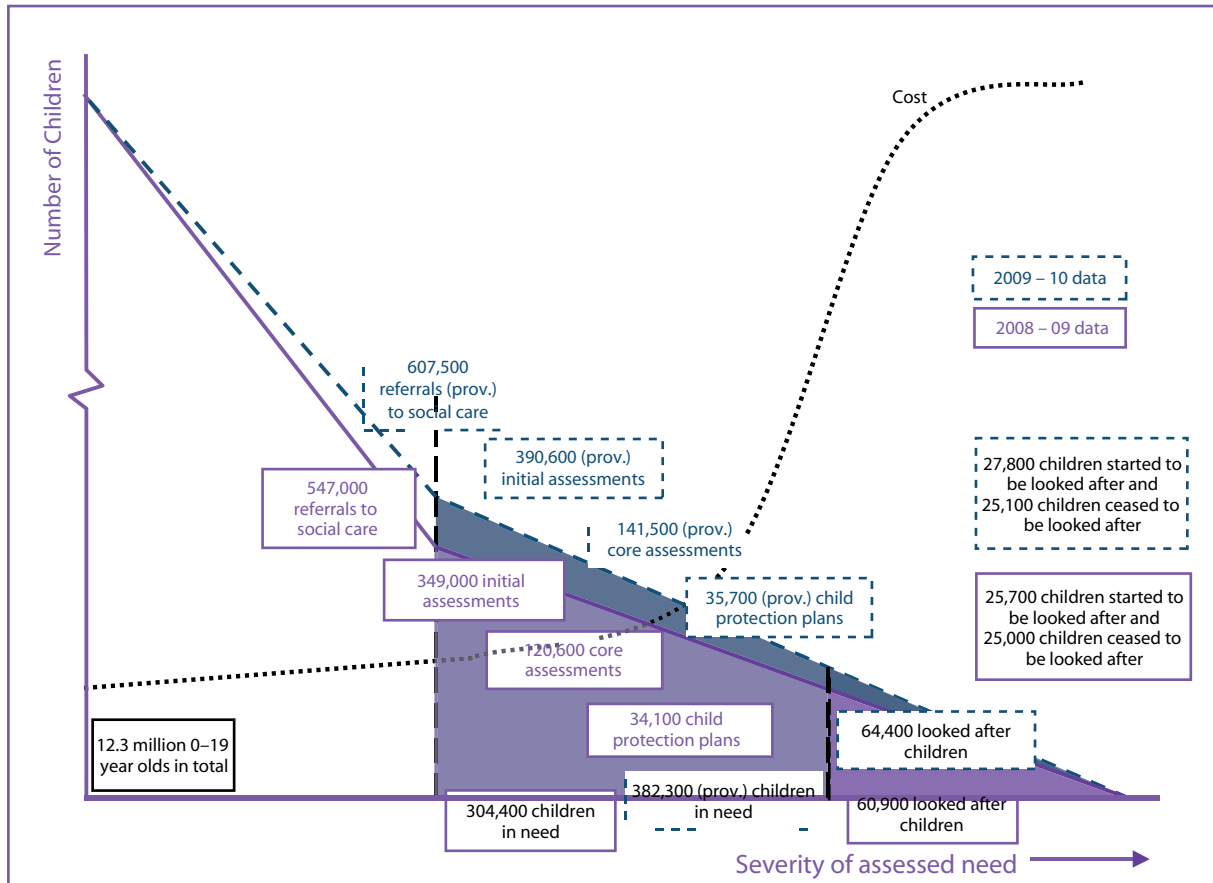 Number of Children
Cost
2009 – 10 data
2008 – 09 data
607,500
referrals (prov.)
to social care
390,600 (prov.)
initial assessments
547,000
referrals to
social care
141,500 (prov.)
core assessments
27,800 children started to
be looked after and
25,100 children ceased to
be looked after
349,000 initial
assessments
35,700 (prov.) child
protection plans
25,700 children started to
be looked after and
25,000 children ceased to
be looked after
120,600 core
assessments
34,100 child
protection plans
12.3 million 0–19
year olds in total
64,400 looked after
children
304,400 children
in need
382,300 (prov.) children
in need
60,900 looked after
children
Severity of assessed need